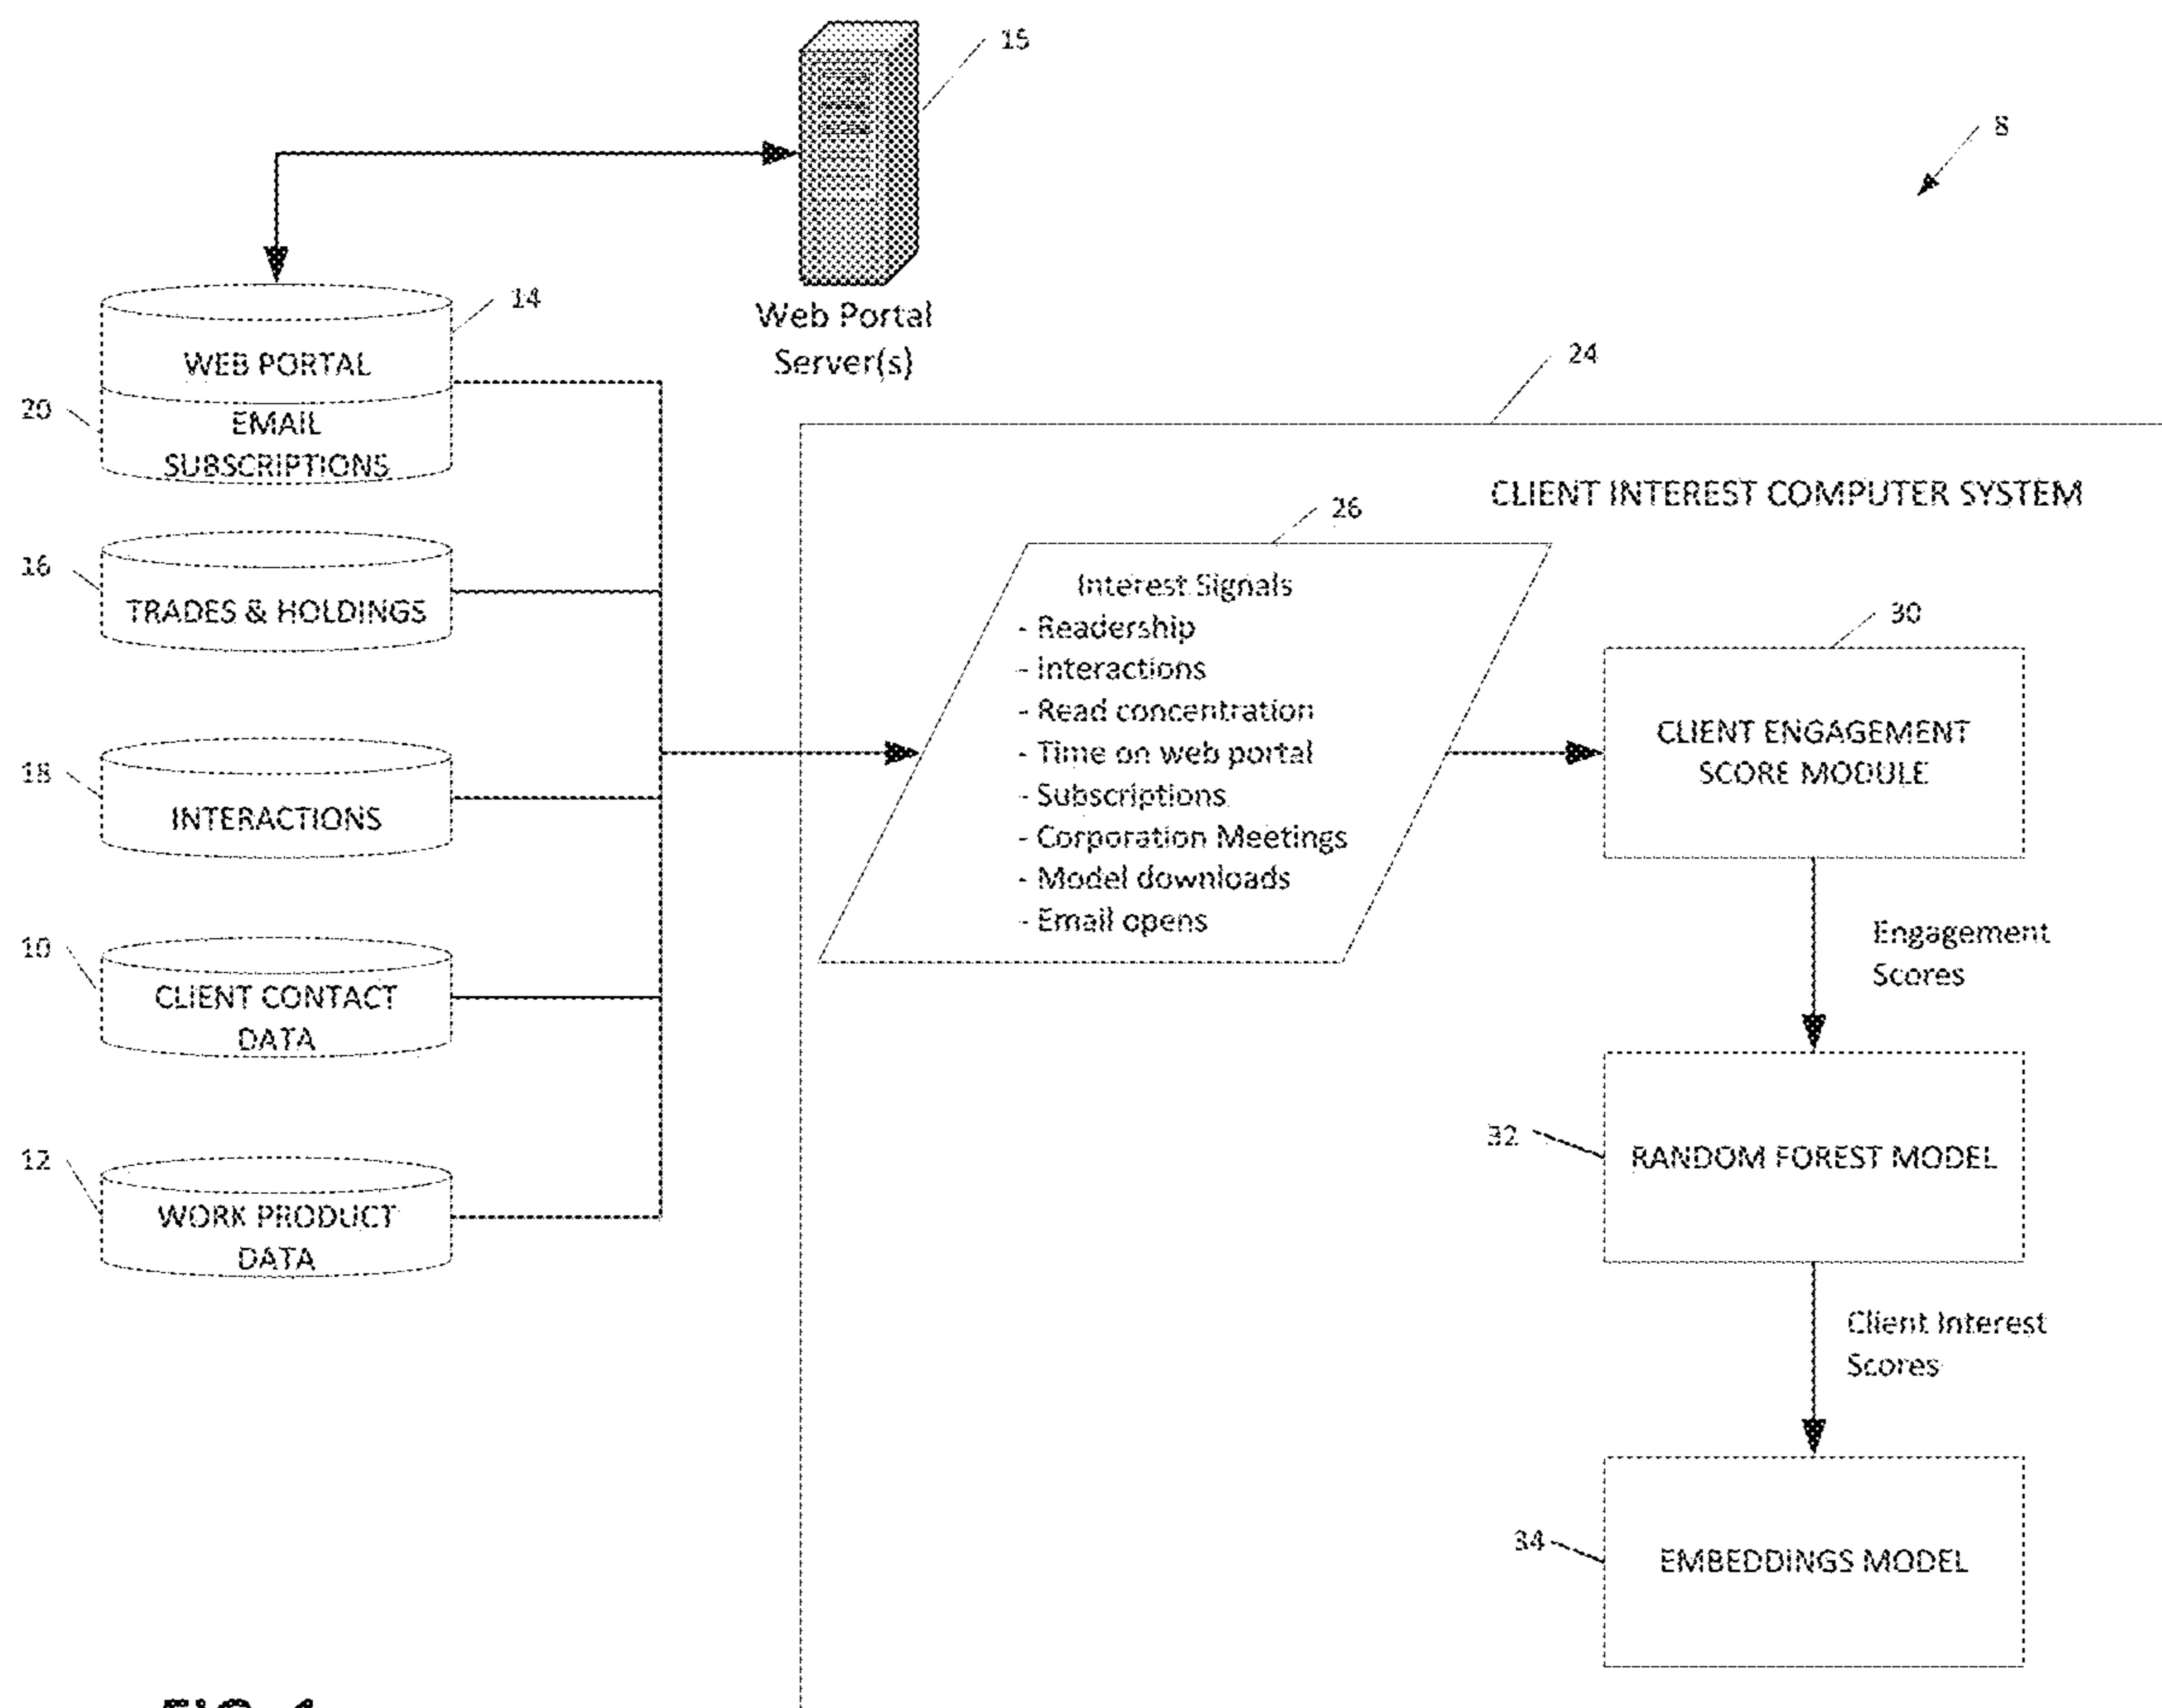 15
8
14
WEB PORTAL
20
EMAIL
SUBSCRIPTIONS
Web Portal
Server(s)
24
CLIENT INTEREST COMPUTER SYSTEM
16
TRADES & HOLDINGS
26
Interest Signals
- Readership
- Interactions
- Read concentration
- Time on web portal
- Subscriptions
- Corporation Meetings
- Model downloads
- Email opens
30
CLIENT ENGAGEMENT
SCORE MODULE
18
INTERACTIONS
Engagement
Scores
10
CLIENT CONTACT
DATA
32
RANDOM FOREST MODEL
12
WORK PRODUCT
DATA
Client Interest
Scores
34
EMBEDDINGS MODEL